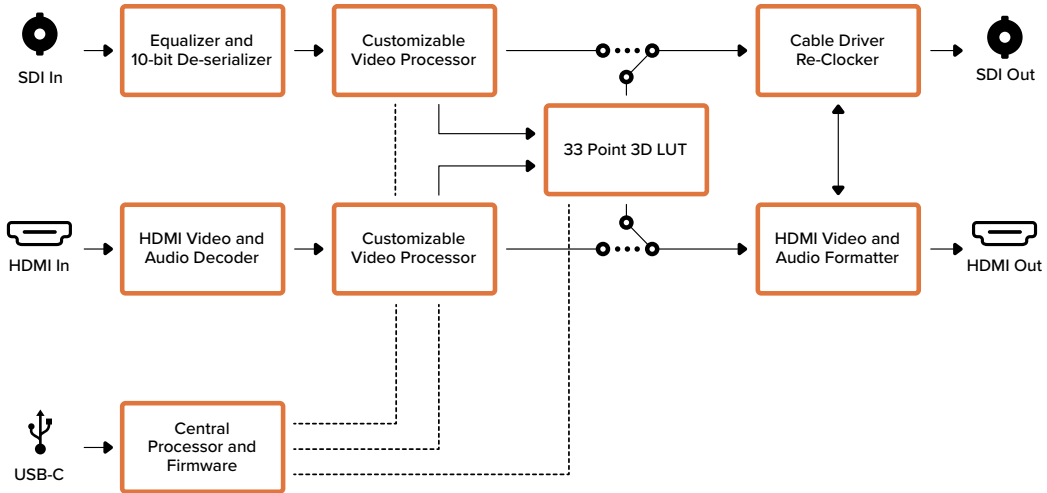 SDI In
Equalizer and
10-bit De-serializer
Customizable
Video Processor
Cable Driver
Re-Clocker
SDI Out
33 Point 3D LUT
HDMI In
HDMI Video and
Audio Decoder
Customizable
Video Processor
HDMI Video and
Audio Formatter
HDMI Out
USB-C
Central
Processor and
Firmware